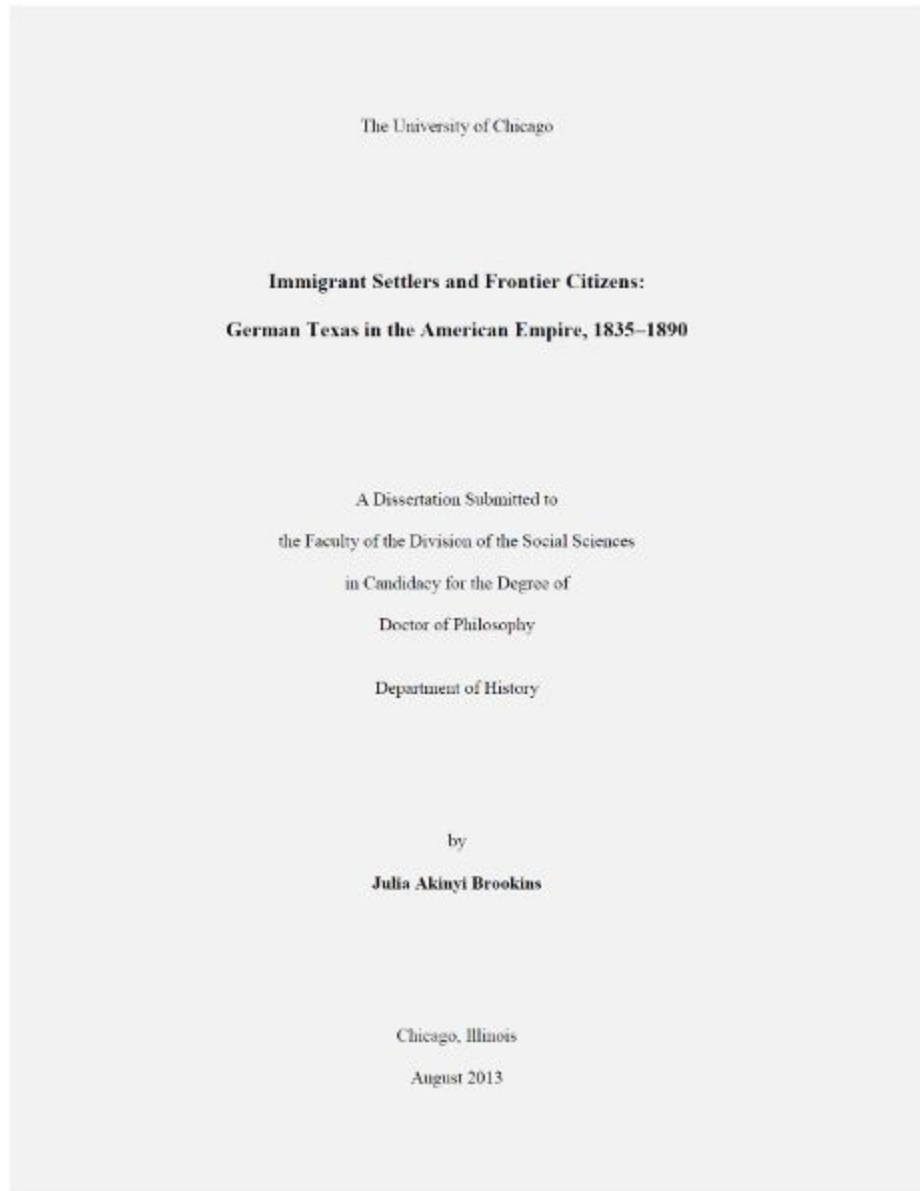 The University of Chicago
Immigrant Settlers and Frontier Citizens:
German Texas in the American Empire, 1835–1890
A Dissertation Submitted to
the Faculty of the Division of the Social Sciences
in Candidacy for the Degree of
Doctor of Philosophy
Department of History
by
Julia Akinyi Brookins
Chicago, Illinois
August 2013